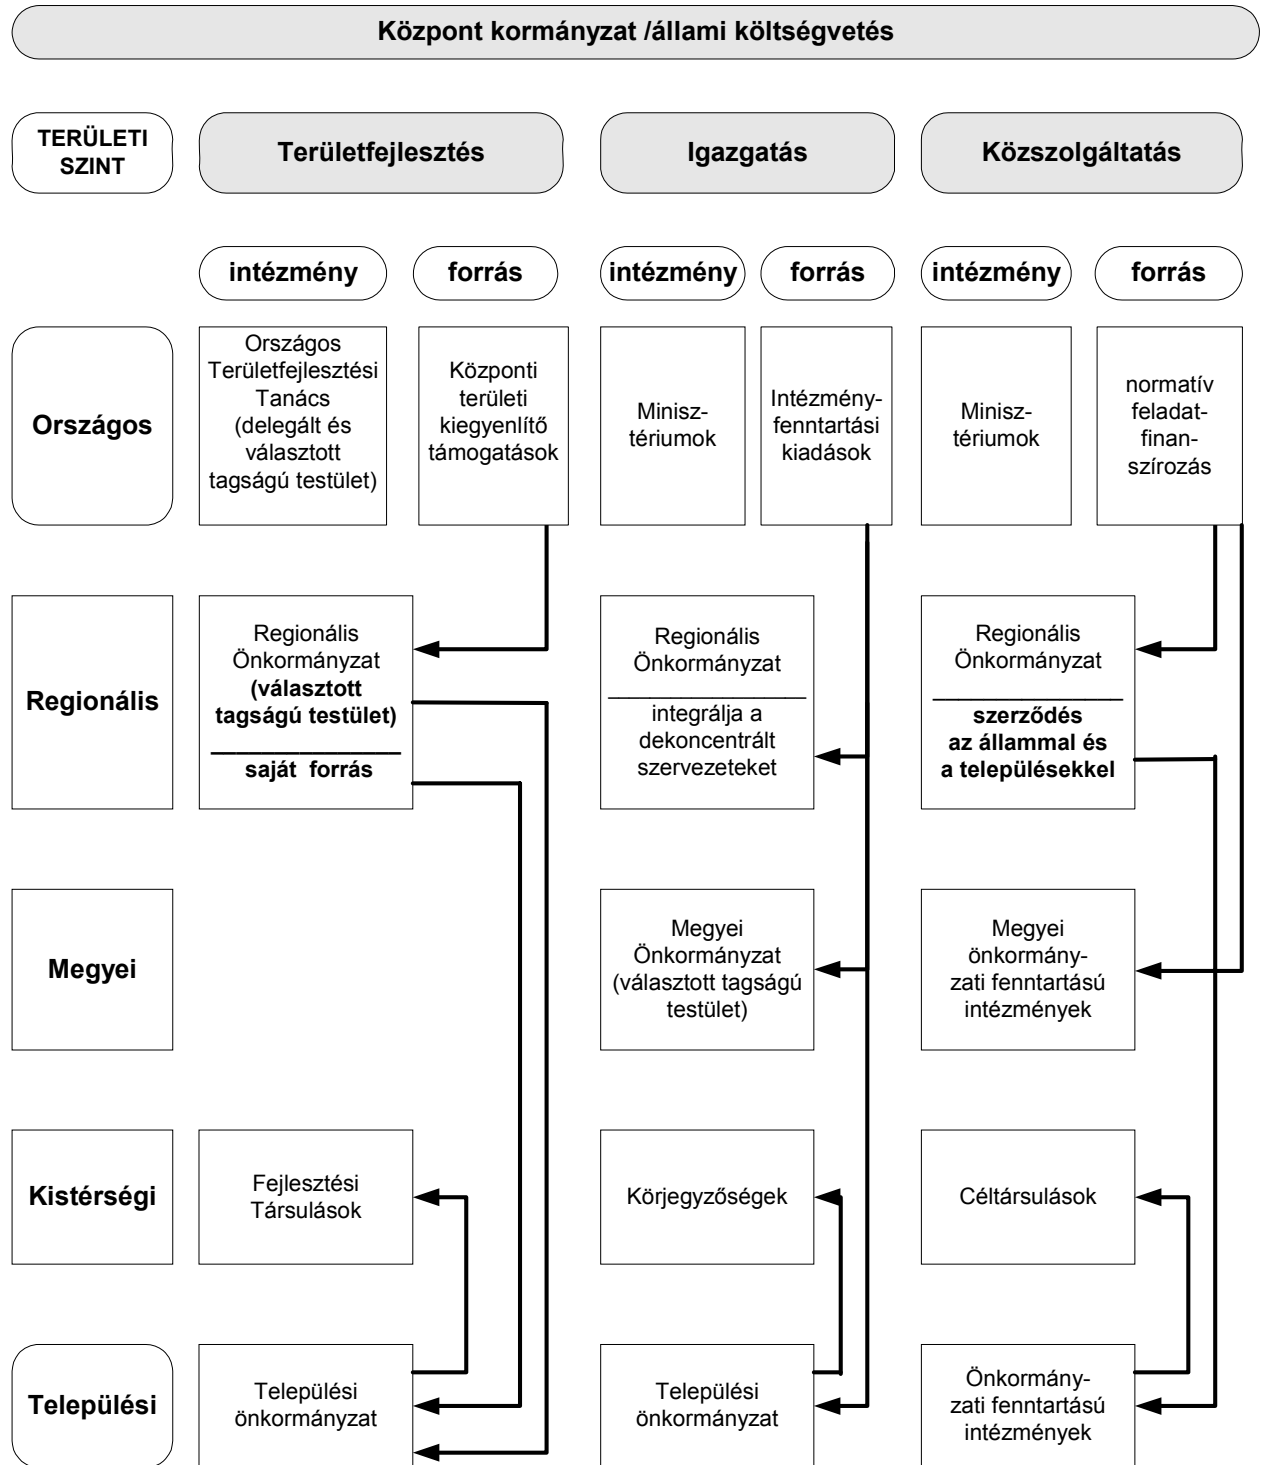 Központ kormányzat /állami költségvetés
TERÜLETI
SZINT
Területfejlesztés
Igazgatás
Közszolgáltatás
intézmény
forrás
intézmény
forrás
intézmény
forrás
Országos
Országos
Területfejlesztési
Tanács
(delegált és
választott
tagságú testület)
Központi
területi
kiegyenlítő
támogatások
Minisz-
tériumok
Intézmény-
fenntartási
kiadások
Minisz-
tériumok
normatív
feladat-
finan-
szírozás
Regionális
Regionális
Önkormányzat
(választott
tagságú testület)
saját forrás
Regionális
Önkormányzat
integrálja a
dekoncentrált
szervezeteket
Regionális
Önkormányzat
szerződés
az állammal és
a településekkel
Megyei
Megyei
Önkormányzat
(választott tagságú
testület)
Megyei
önkormány-
zati fenntartású
intézmények
Kistérségi
Fejlesztési
Társulások
Körjegyzőségek
Céltársulások
Települési
Települési
önkormányzat
Települési
önkormányzat
Önkormány-
zati fenntartású
intézmények